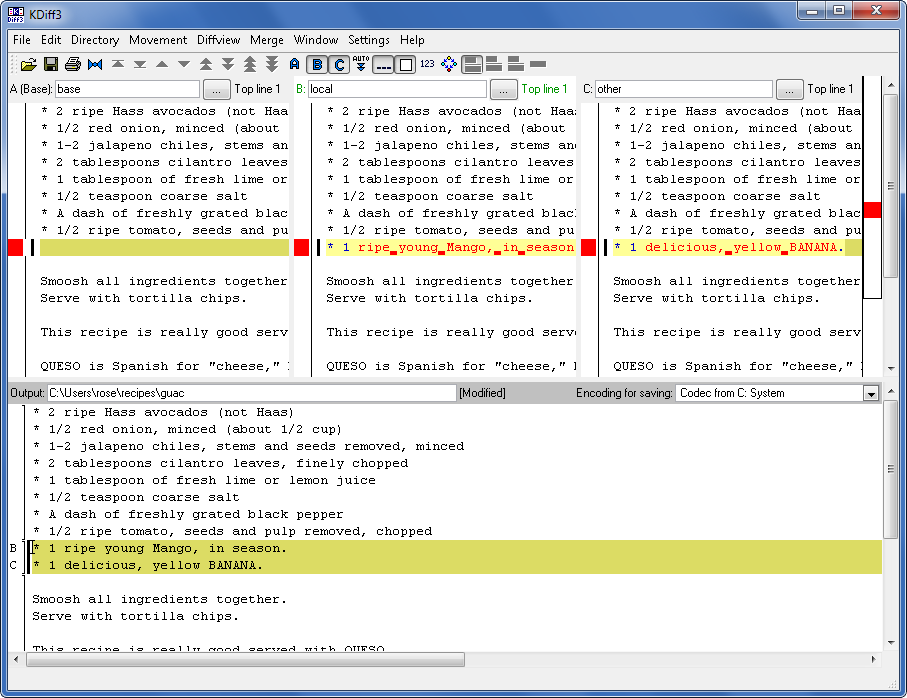 KDiff3
File Edit Directory Movement Diffview Merge Window Settings Help
A B C AUTO 123
A (Base): base ... Top line 1
* 2 ripe Hass avocados (not Haa
* 1/2 red onion, minced (about
* 1-2 jalapeno chiles, stems an
* 2 tablespoons cilantro leaves
* 1 tablespoon of fresh lime or
* 1/2 teaspoon coarse salt
* A dash of freshly grated blac
* 1/2 ripe tomato, seeds and pu
Smoosh all ingredients together
Serve with tortilla chips.
This recipe is really good serv
QUESO is Spanish for "cheese,"
B: local ... Top line 1
* 2 ripe Hass avocados (not Haa
* 1/2 red onion, minced (about
* 1-2 jalapeno chiles, stems an
* 2 tablespoons cilantro leaves
* 1 tablespoon of fresh lime or
* 1/2 teaspoon coarse salt
* A dash of freshly grated blac
* 1/2 ripe tomato, seeds and pu
* 1 ripe young Mango, in season
Smoosh all ingredients together
Serve with tortilla chips.
This recipe is really good serv
QUESO is Spanish for "cheese,"
C: other ... Top line 1
* 2 ripe Hass avocados (not Haa
* 1/2 red onion, minced (about
* 1-2 jalapeno chiles, stems an
* 2 tablespoons cilantro leaves
* 1 tablespoon of fresh lime or
* 1/2 teaspoon coarse salt
* A dash of freshly grated blac
* 1/2 ripe tomato, seeds and pu
* 1 delicious, yellow BANANA.
Smoosh all ingredients together
Serve with tortilla chips.
This recipe is really good serv
QUESO is Spanish for "cheese,"
Output: C:\Users\rose\recipes\guac [Modified] Encoding for saving: Codec from C: System
* 2 ripe Hass avocados (not Haas)
* 1/2 red onion, minced (about 1/2 cup)
* 1-2 jalapeno chiles, stems and seeds removed, minced
* 2 tablespoons cilantro leaves, finely chopped
* 1 tablespoon of fresh lime or lemon juice
* 1/2 teaspoon coarse salt
* A dash of freshly grated black pepper
* 1/2 ripe tomato, seeds and pulp removed, chopped
B * 1 ripe young Mango, in season.
C * 1 delicious, yellow BANANA.
Smoosh all ingredients together.
Serve with tortilla chips.
This recipe is really good served with QUESO